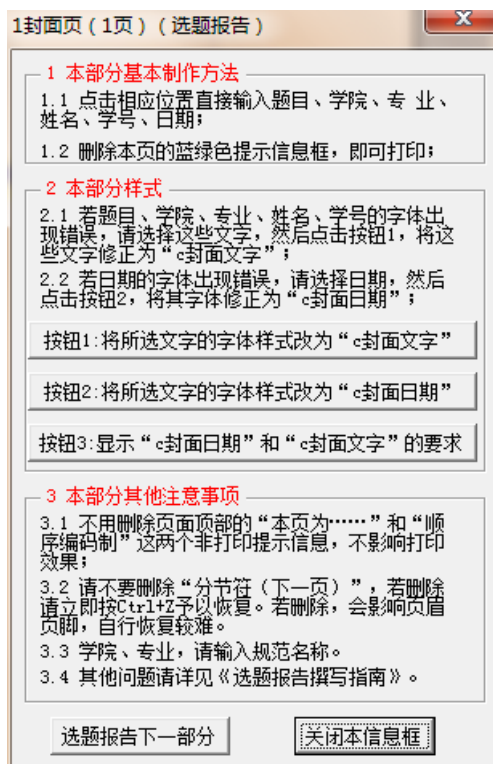 1封面页（1页）（选题报告）
1 本部分基本制作方法
1.1 点击相应位置直接输入题目、学院、专 业、
姓名、学号、日期；
1.2 删除本页的蓝绿色提示信息框，即可打印；
2 本部分样式
2.1 若题目、学院、专业、姓名、学号的字体出
现错误，请选择这些文字，然后点击按钮1，将这
些文字修正为“c封面文字”；
2.2 若日期的字体出现错误，请选择日期，然后
点击按钮2，将其字体修正为“c封面日期”；
按钮1:将所选文字的字体样式改为“c封面文字”
按钮2:将所选文字的字体样式改为“c封面日期”
按钮3:显示“c封面日期”和“c封面文字”的要求
3 本部分其他注意事项
3.1 不用删除页面顶部的“本页为……”和“顺
序编码制”这两个非打印提示信息，不影响打印
效果；
3.2 请不要删除“分节符（下一页）”，若删除
请立即按Ctrl+Z予以恢复。若删除，会影响页眉
页脚，自行恢复较难。
3.3 学院、专业，请输入规范名称。
3.4 其他问题请详见《选题报告撰写指南》。
选题报告下一部分
关闭本信息框